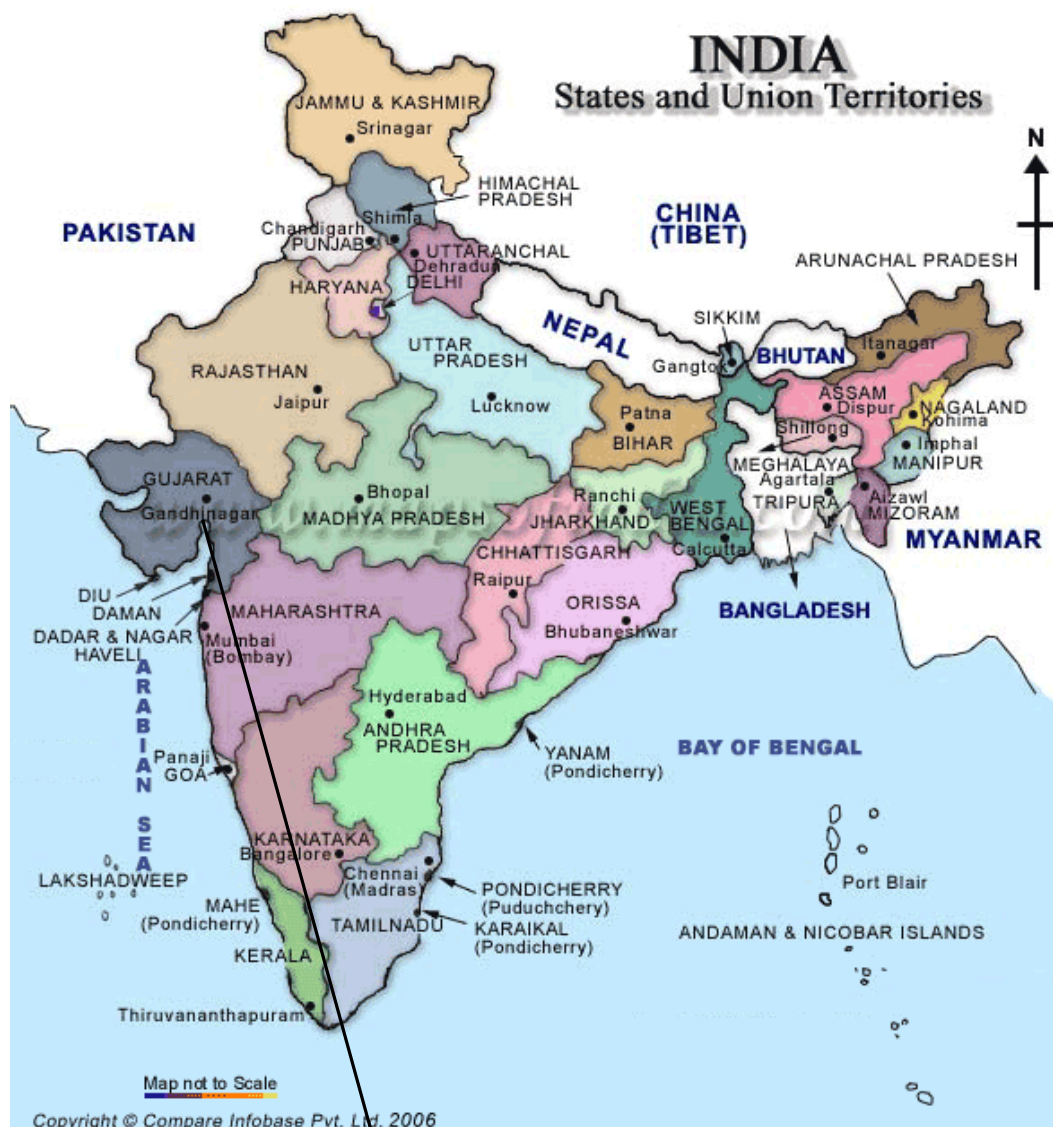 INDIA
States and Union Territories
N
JAMMU & KASHMIR
Srinagar
HIMACHAL
PRADESH
PAKISTAN
CHINA
(TIBET)
Shimla
Chandigarh
PUNJAB
UTTARANCHAL
Dehradun
ARUNACHAL PRADESH
HARYANA
DELHI
SIKKIM
NEPAL
BHUTAN
Itanagar
UTTAR
PRADESH
Gangtok
RAJASTHAN
Jaipur
Lucknow
Patna
BIHAR
ASSAM
Dispur
NAGALAND
Kohima
Shillong
Imphal
MANIPUR
MEGHALAYA
Agartala
TRIPURA
GUJARAT
Gandhinagar
Bhopal
MADHYA PRADESH
Ranchi
JHARKHAND
WEST
BENGAL
Calcutta
Aizawl
MIZORAM
MYANMAR
CHHATTISGARH
Raipur
DIU
DAMAN
DADAR & NAGAR
HAVELI
MAHARASHTRA
Mumbai
(Bombay)
ORISSA
Bhubaneshwar
BANGLADESH
ARABIAN SEA
Hyderabad
ANDHRA
PRADESH
YANAM
(Pondicherry)
BAY OF BENGAL
Panaji
GOA
KARNATAKA
Bangalore
Chennai
(Madras)
LAKSHADWEEP
MAHE
(Pondicherry)
PONDICHERRY
(Puduchchery)
Port Blair
TAMILNADU
KARAIKAL
(Pondicherry)
ANDAMAN & NICOBAR ISLANDS
KERALA
Thiruvananthapuram
Map not to Scale
Copyright © Compare Infobase Pvt. Ltd. 2006